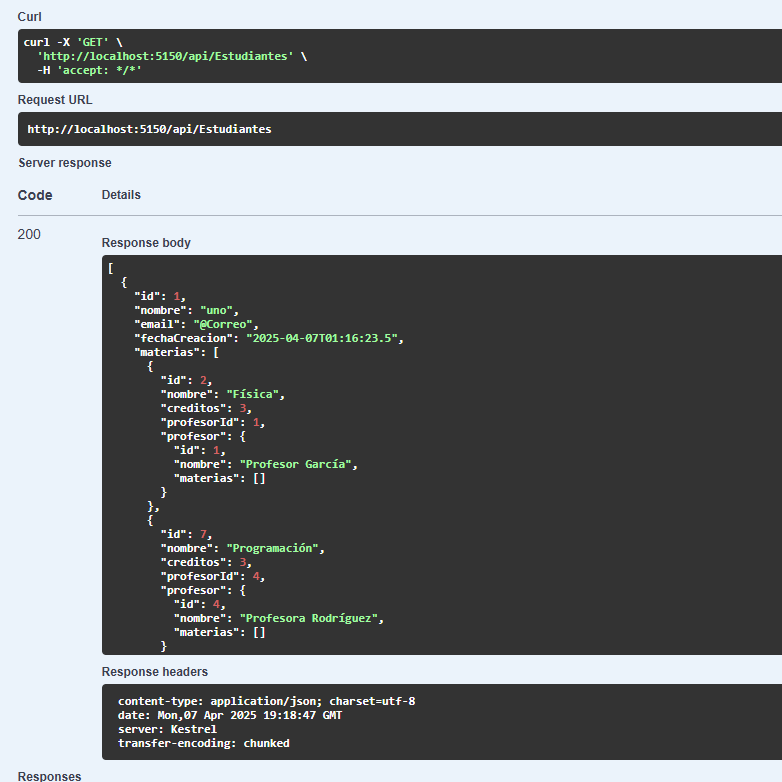 Curl
curl -X 'GET' \
  'http://localhost:5150/api/Estudiantes' \
  -H 'accept: */*'
Request URL
http://localhost:5150/api/Estudiantes
Server response
Code Details
200
Response body
[
  {
    "id": 1,
    "nombre": "uno",
    "email": "@Correo",
    "fechaCreacion": "2025-04-07T01:16:23.5",
    "materias": [
      {
        "id": 2,
        "nombre": "Física",
        "creditos": 3,
        "profesorId": 1,
        "profesor": {
          "id": 1,
          "nombre": "Profesor García",
          "materias": []
        }
      },
      {
        "id": 7,
        "nombre": "Programación",
        "creditos": 3,
        "profesorId": 4,
        "profesor": {
          "id": 4,
          "nombre": "Profesora Rodríguez",
          "materias": []
        }
Response headers
content-type: application/json; charset=utf-8
date: Mon,07 Apr 2025 19:18:47 GMT
server: Kestrel
transfer-encoding: chunked
Responses